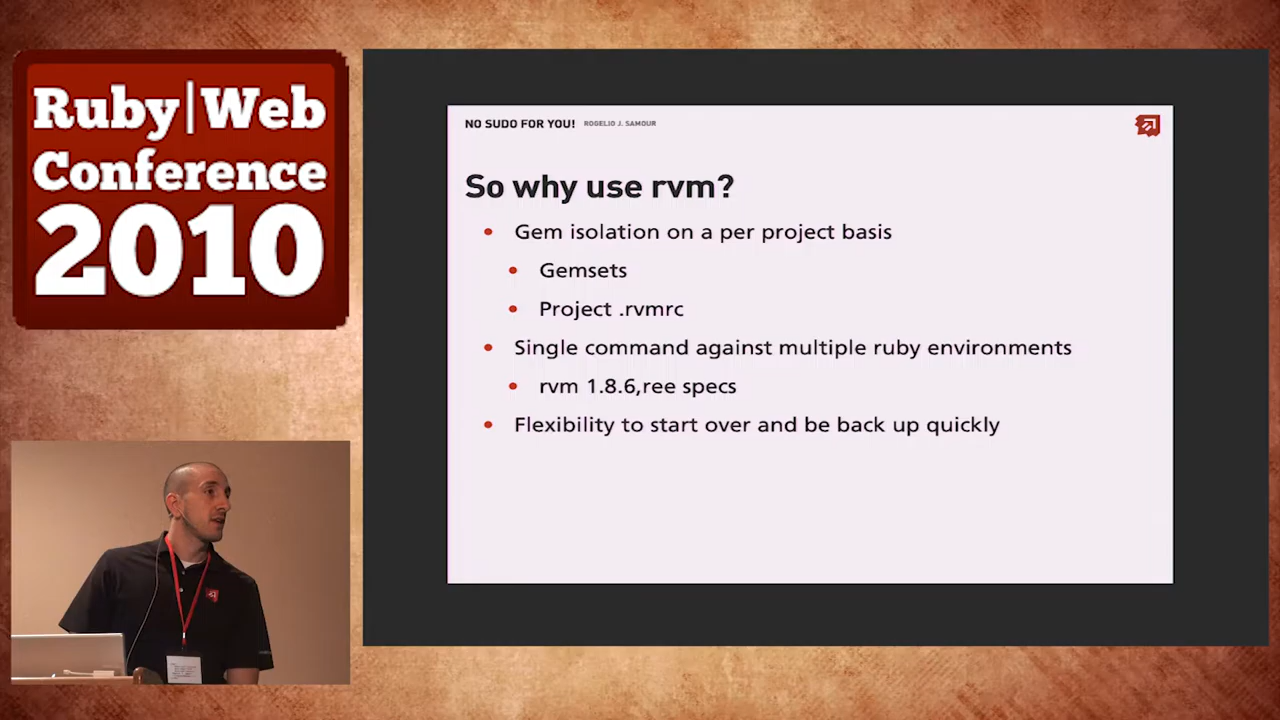 Ruby|Web
Conference
2010
NO SUDO FOR YOU! ROGELIO J. SAMOUR
So why use rvm?
• Gem isolation on a per project basis
• Gemsets
• Project .rvmrc
• Single command against multiple ruby environments
• rvm 1.8.6,ree specs
• Flexibility to start over and be back up quickly